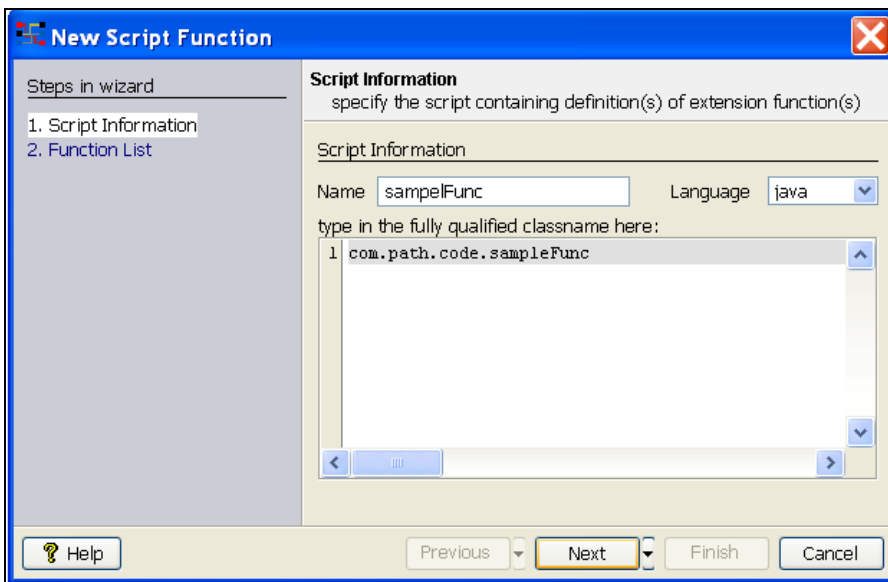 New Script Function
Steps in wizard
1. Script Information
2. Function List
Script Information
specify the script containing definition(s) of extension function(s)
Script Information
Name sampelFunc Language java
type in the fully qualified classname here:
1 com.path.code.sampleFunc
Help Previous Next Finish Cancel